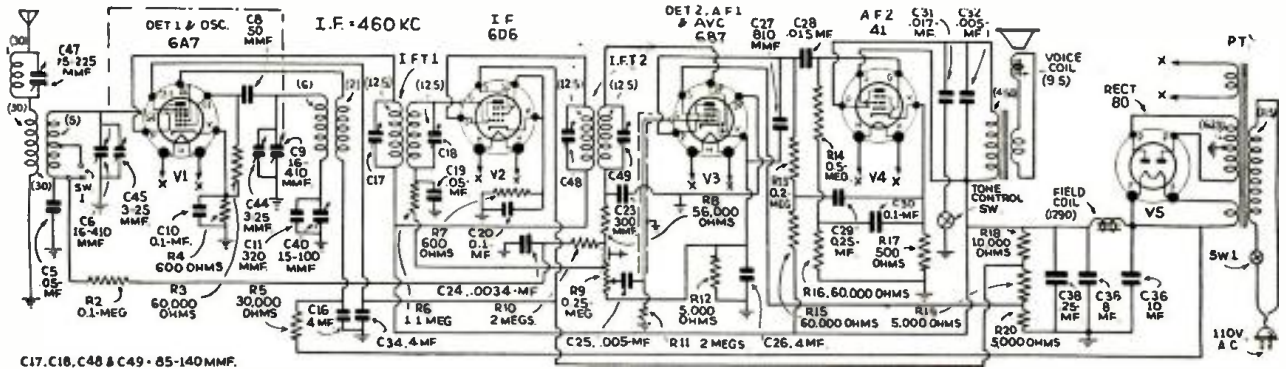 DET 1 & OSC.
6A7
C8
50
MMF
I.F. = 460 KC
I F
6D6
DET 2, AF1
& AVC
6B7
C27
810
MMF
C28
.015 MF
A F 2
41
C31
.017-
MF.
C32
.005-
MF.
VOICE
COIL
(9.5)
PT
RECT
80
(30)
C47
MMF
(30)
(5)
(30)
SW
1
C45
3-25
MMF
C6
16-410
MMF
C5
.05-
MF
V1
C10
0.1-MF.
R4
600 OHMS
R3
60,000
OHMS
R2
0.1-MEG
R5
30,000
OHMS
C44
3-25
MMF.
C11
320
MMF.
C9
16-
410
MMF.
C40
15-100
MMF
(6)
C16
4 MF
C34, 4 MF
(12.5)
IFT1
(12.5)
C17
C18
C19
.05-
MF
V2
R7
600
OHMS
C20
0.1-
MF
C24, .0034-MF
R6
1.1 MEG
R10
2 MEGS.
(12.5)
I.F.T. 2
(12.5)
C48
C49
C23
300
MMF.
R8
56,000
OHMS
V3
R9
0.25-
MEG
R12
5,000
OHMS
C25, .005-MF
R11 2 MEGS
C26, 4 MF.
R13
0.2-
MEG
R14
0.5-
MEG
V4
C30
0.1-MF
C29
0.25-
MF
R17
500
OHMS
R16, 60,000 OHMS
R15
60,000 OHMS
5,000 OHMS
TONE
CONTROL
SW
R18
10,000
OHMS
R20
5,000 OHMS
FIELD
COIL
(1290)
C38
.25-
MF
C36
8
MF
C36
10
MF
V5
Sw1
110V
A C
C17, C18, C48 & C49 = 85-140 MMF.